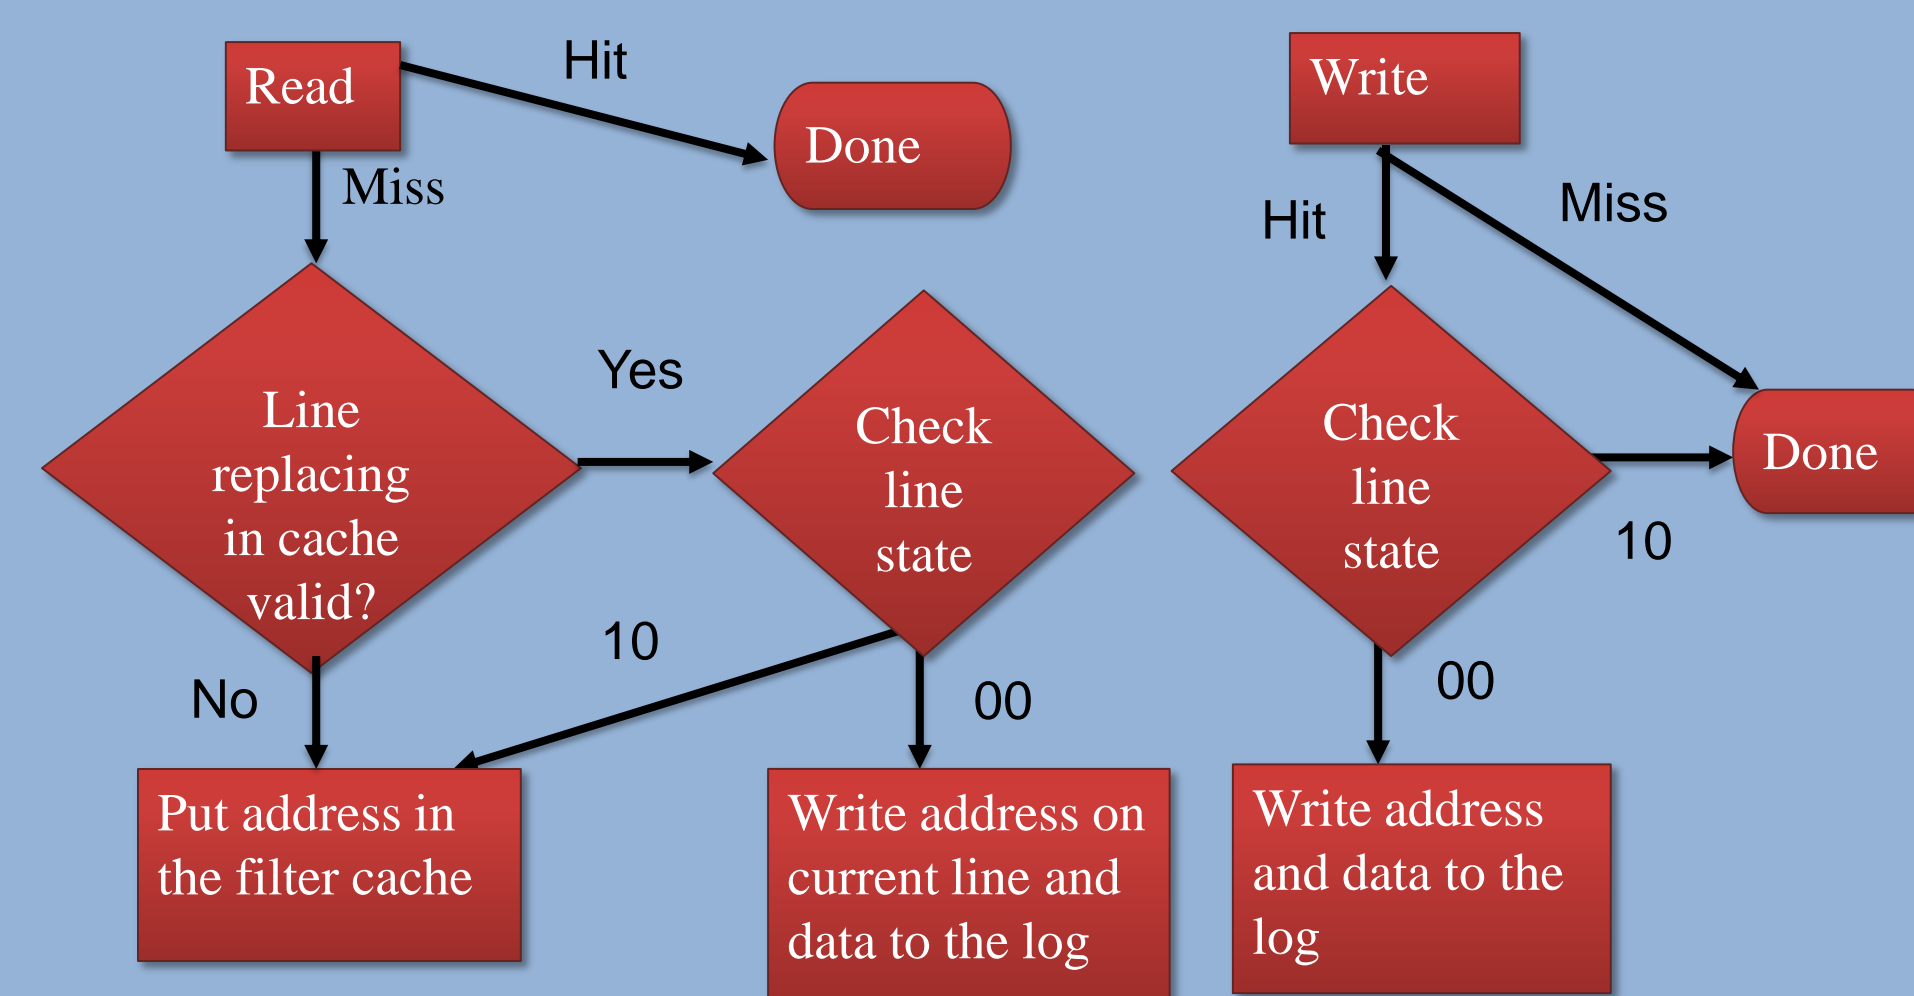 Read
Hit
Done
Miss
Line
replacing
in cache
valid?
Yes
Check
line
state
No
10
00
Put address in
the filter cache
Write address on
current line and
data to the log
Write
Hit
Miss
Check
line
state
Done
10
00
Write address
and data to the
log